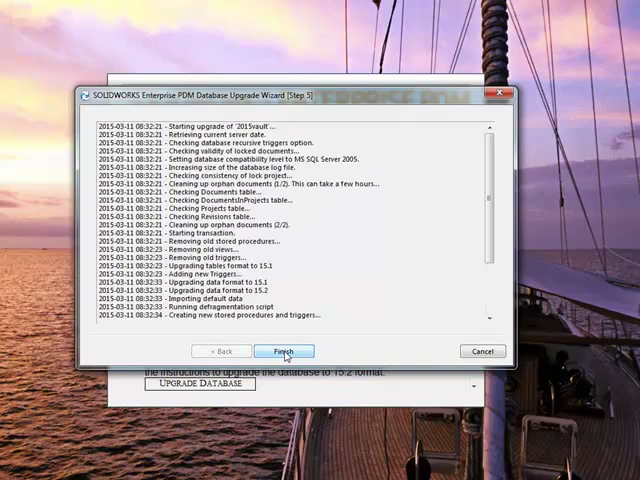 SOLIDWORKS Enterprise PDM Database Upgrade Wizard [Step 5]
2015-03-11 08:32:21 - Starting upgrade of '2015vault'...
2015-03-11 08:32:21 - Retrieving current server date.
2015-03-11 08:32:21 - Checking database recursive triggers option.
2015-03-11 08:32:21 - Checking validity of locked documents...
2015-03-11 08:32:21 - Setting database compatibility level to MS SQL Server 2005.
2015-03-11 08:32:21 - Increasing size of the database log file.
2015-03-11 08:32:21 - Checking consistency of lock project...
2015-03-11 08:32:21 - Cleaning up orphan documents (1/2). This can take a few hours...
2015-03-11 08:32:21 - Checking Documents table...
2015-03-11 08:32:21 - Checking DocumentsInProjects table...
2015-03-11 08:32:21 - Checking Projects table...
2015-03-11 08:32:21 - Checking Revisions table...
2015-03-11 08:32:21 - Cleaning up orphan documents (2/2).
2015-03-11 08:32:21 - Starting transaction.
2015-03-11 08:32:23 - Removing old stored procedures...
2015-03-11 08:32:23 - Removing old views...
2015-03-11 08:32:23 - Removing old triggers...
2015-03-11 08:32:23 - Upgrading tables format to 15.1
2015-03-11 08:32:23 - Adding new Triggers...
2015-03-11 08:32:33 - Upgrading data format to 15.1
2015-03-11 08:32:33 - Upgrading data format to 15.2
2015-03-11 08:32:33 - Importing default data
2015-03-11 08:32:33 - Running defragmentation script
2015-03-11 08:32:34 - Creating new stored procedures and triggers...
< Back
Finish
Cancel
the instructions to upgrade the database to 15.2 format.
UPGRADE DATABASE